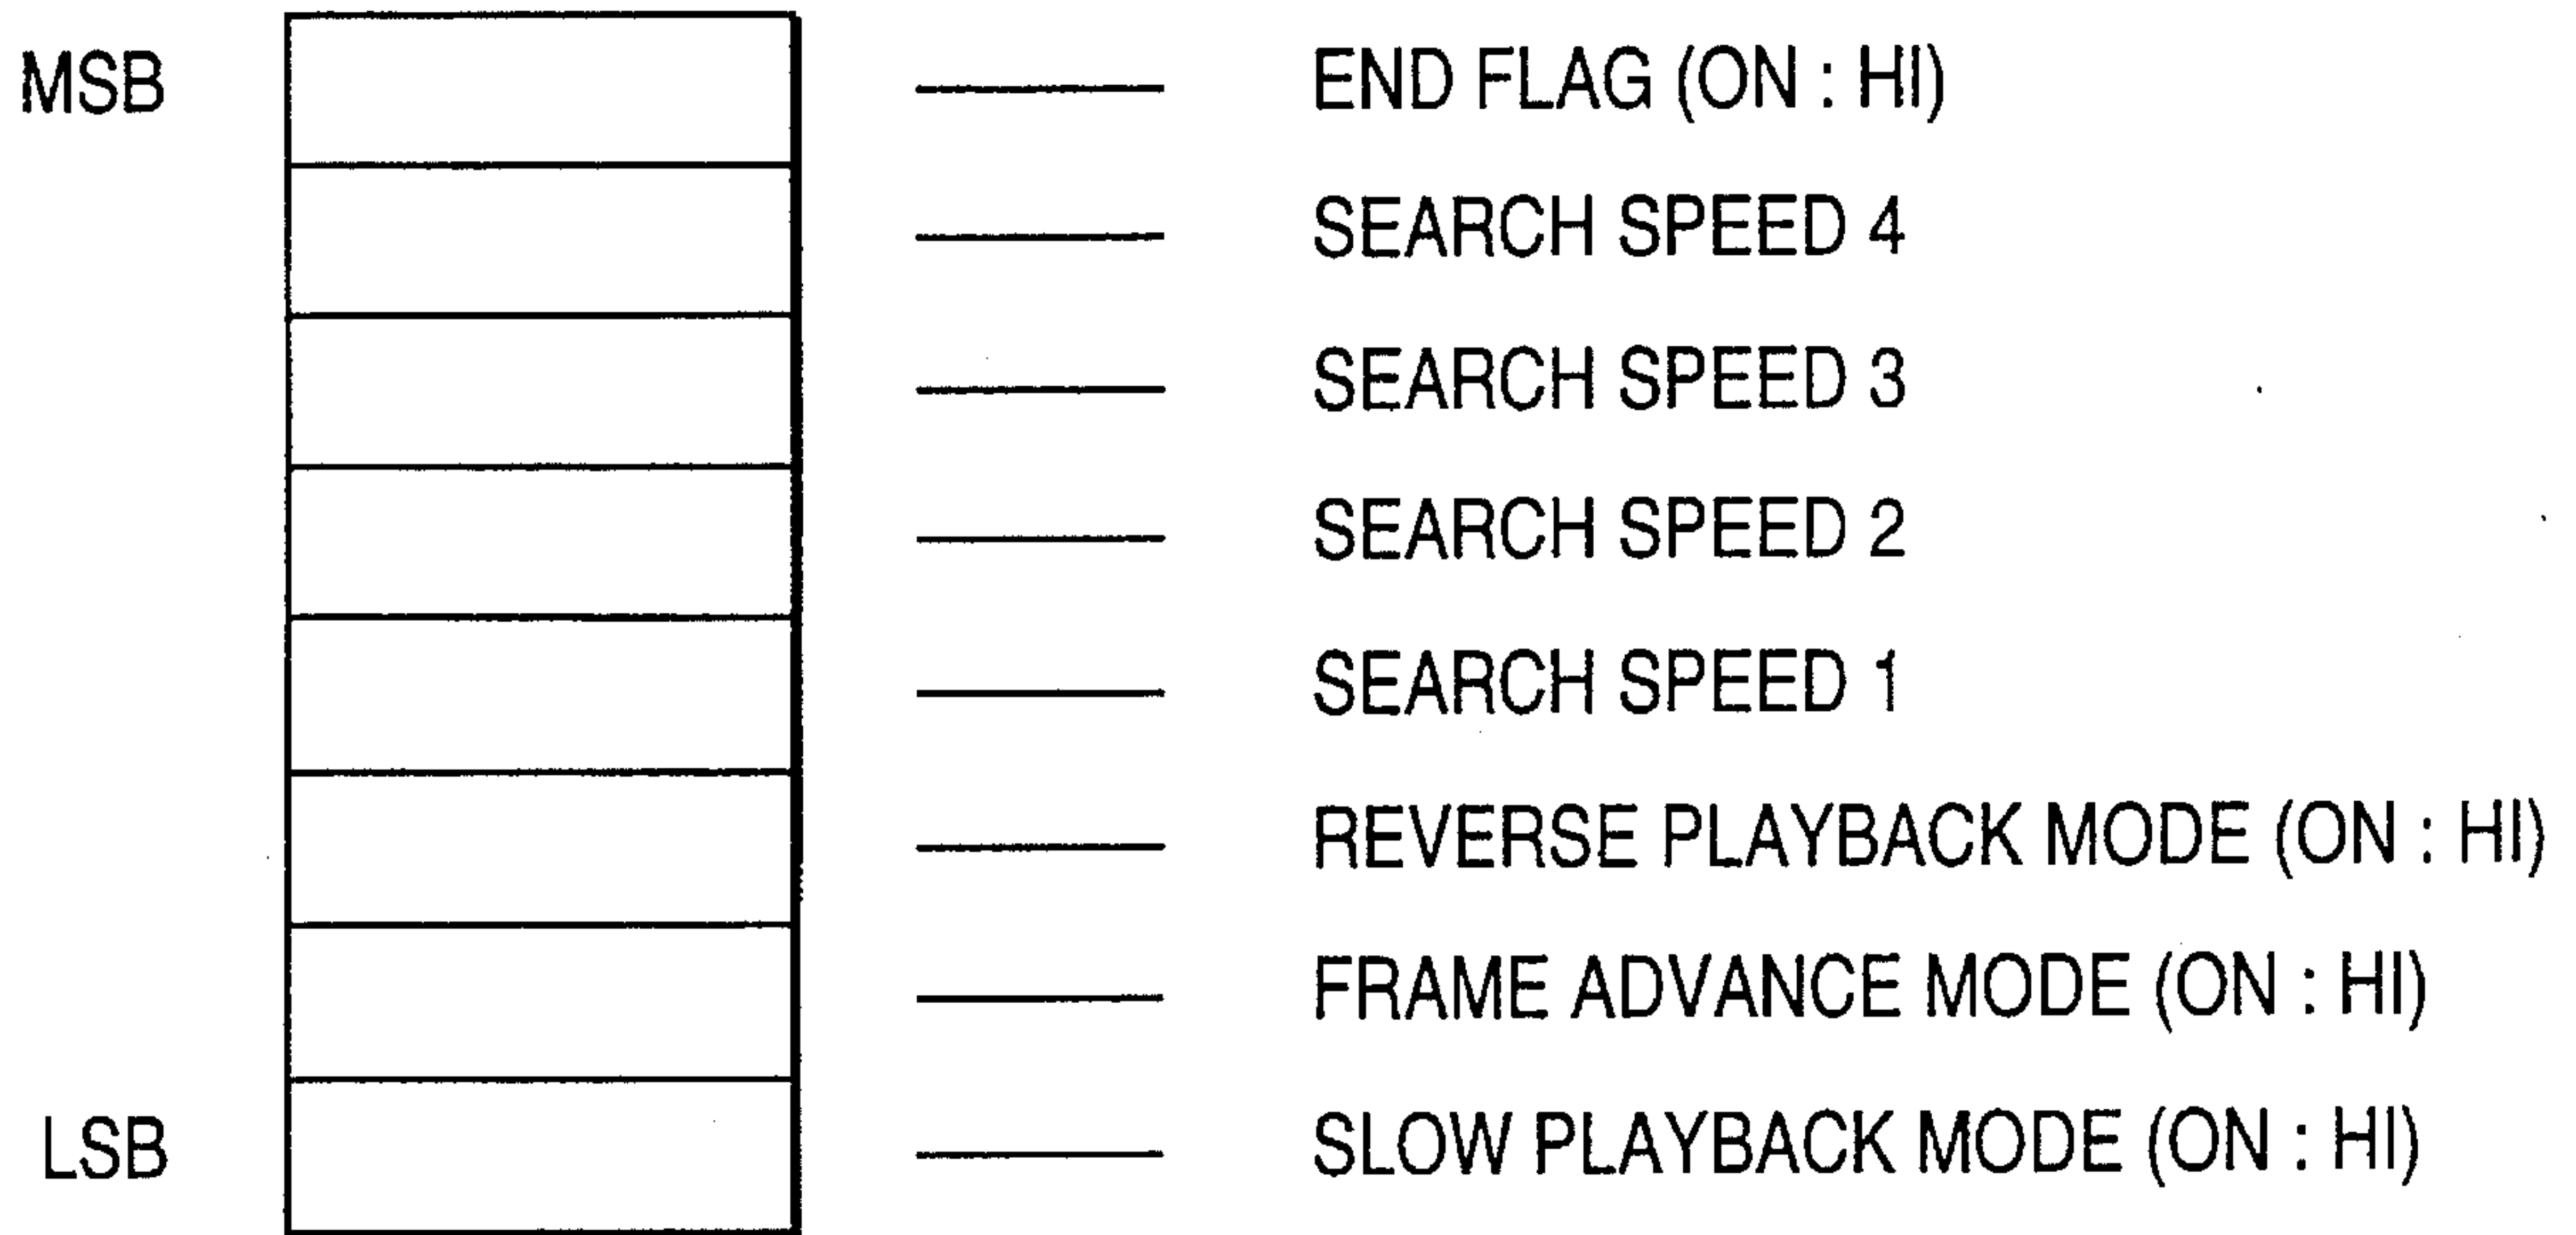 MSB END FLAG (ON : HI)
SEARCH SPEED 4
SEARCH SPEED 3
SEARCH SPEED 2
SEARCH SPEED 1
REVERSE PLAYBACK MODE (ON : HI)
FRAME ADVANCE MODE (ON : HI)
LSB SLOW PLAYBACK MODE (ON : HI)